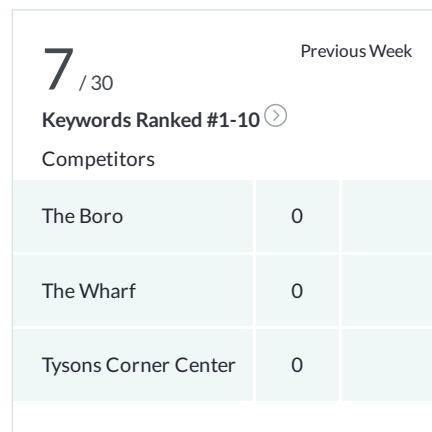 7 / 30
Previous Week
Keywords Ranked #1-10
Competitors
The Boro 0
The Wharf 0
Tysons Corner Center 0